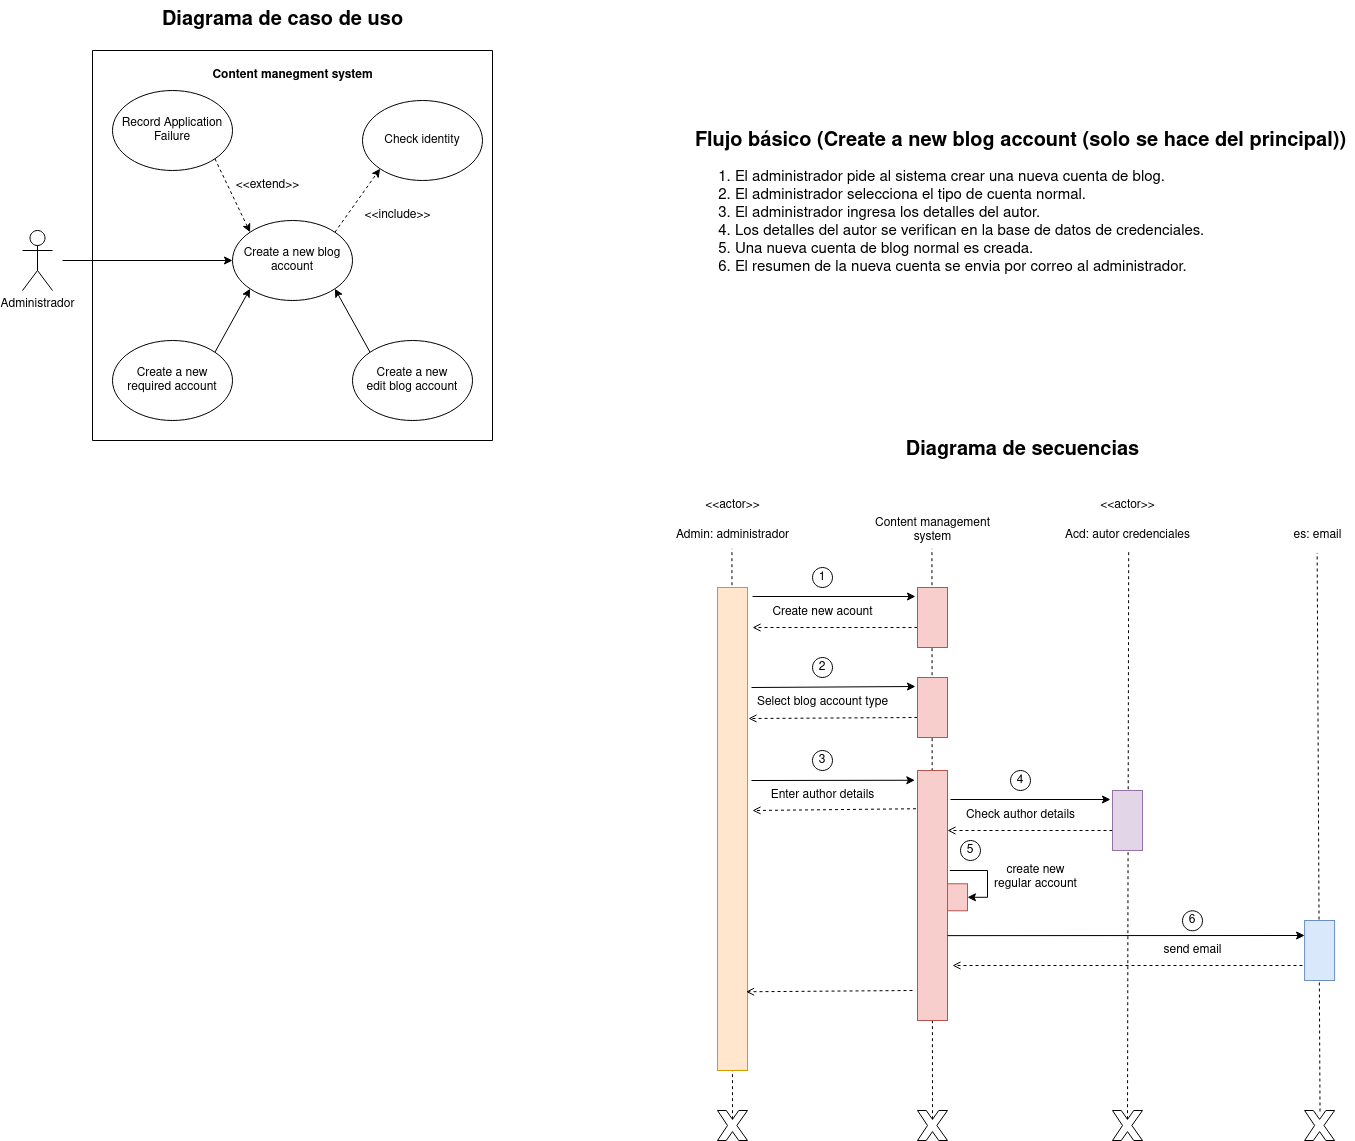 Diagrama de caso de uso
Content manegment system
Record Application
Failure
Check identity
<<extend>>
<<include>>
Create a new blog
account
Administrador
Create a new
required account
Create a new
edit blog account
Flujo básico (Create a new blog account (solo se hace del principal))
1. El administrador pide al sistema crear una nueva cuenta de blog.
2. El administrador selecciona el tipo de cuenta normal.
3. El administrador ingresa los detalles del autor.
4. Los detalles del autor se verifican en la base de datos de credenciales.
5. Una nueva cuenta de blog normal es creada.
6. El resumen de la nueva cuenta se envia por correo al administrador.
Diagrama de secuencias
<<actor>>
Admin: administrador
Content management
system
<<actor>>
Acd: autor credenciales
es: email
1
Create new acount
2
Select blog account type
3
Enter author details
4
Check author details
5
create new
regular account
6
send email